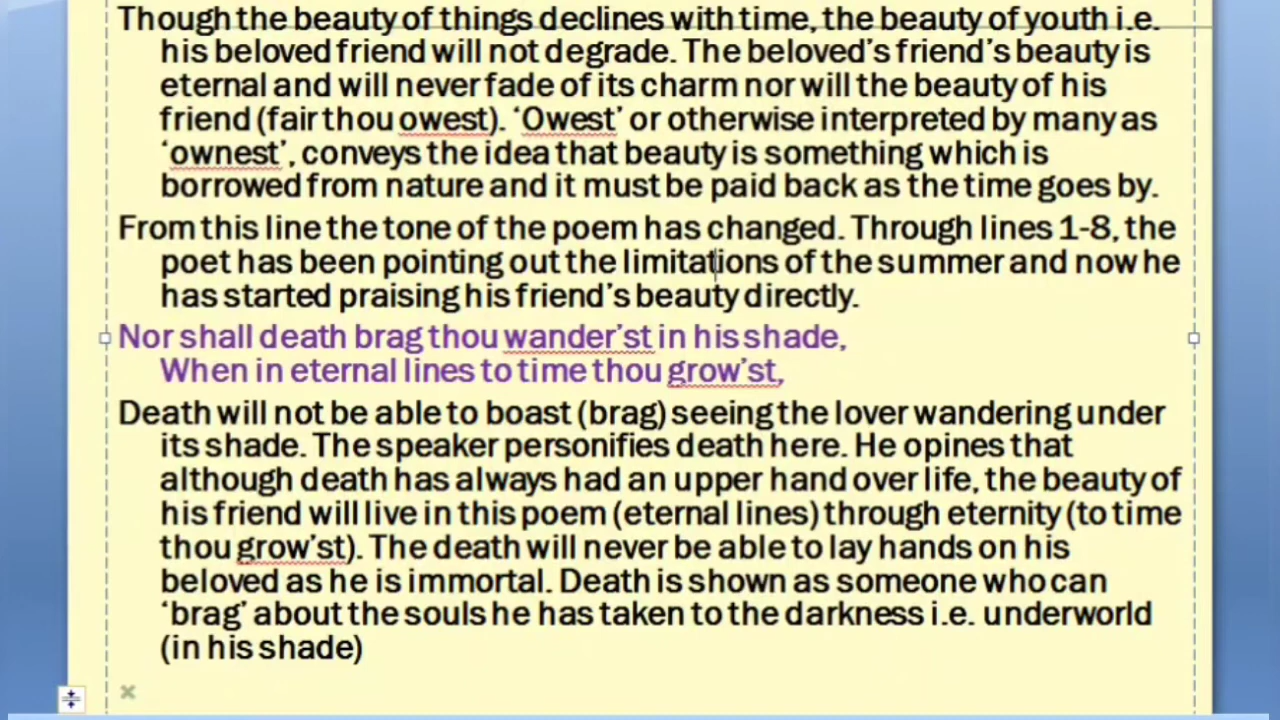 Though the beauty of things declines with time, the beauty of youth i.e.
his beloved friend will not degrade. The beloved's friend's beauty is
eternal and will never fade of its charm nor will the beauty of his
friend (fair thou owest). ‘Owest’ or otherwise interpreted by many as
‘ownest’, conveys the idea that beauty is something which is
borrowed from nature and it must be paid back as the time goes by.
From this line the tone of the poem has changed. Through lines 1-8, the
poet has been pointing out the limitations of the summer and now he
has started praising his friend’s beauty directly.
Nor shall death brag thou wander’st in his shade,
When in eternal lines to time thou grow’st,
Death will not be able to boast (brag) seeing the lover wandering under
its shade. The speaker personifies death here. He opines that
although death has always had an upper hand over life, the beauty of
his friend will live in this poem (eternal lines) through eternity (to time
thou grow’st). The death will never be able to lay hands on his
beloved as he is immortal. Death is shown as someone who can
‘brag’ about the souls he has taken to the darkness i.e. underworld
(in his shade)